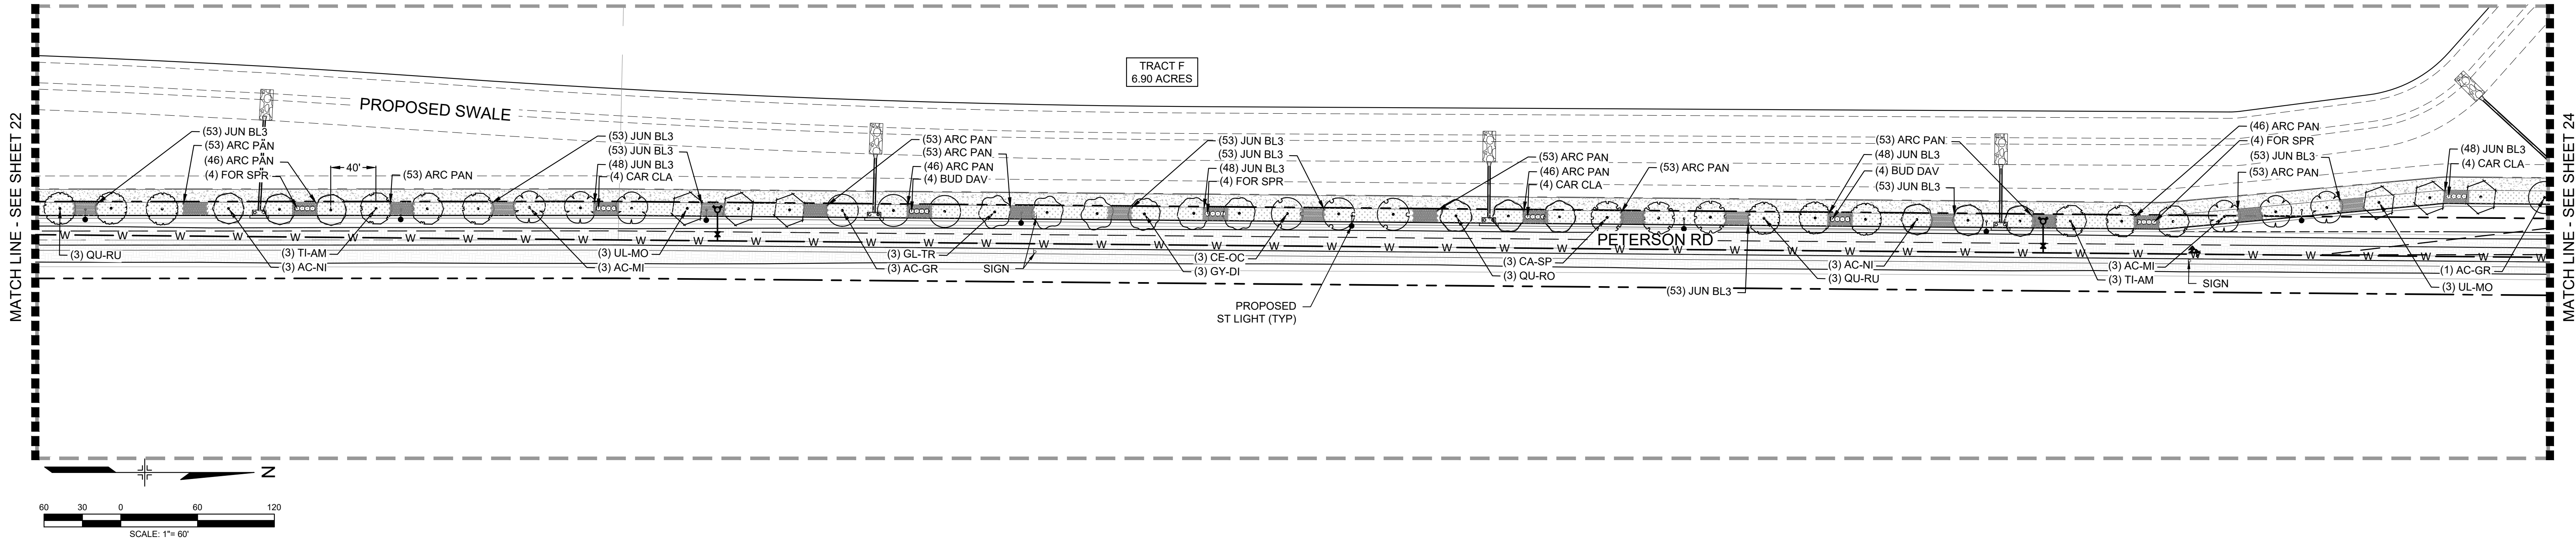 TRACT F
6.90 ACRES
PROPOSED SWALE
MATCH LINE - SEE SHEET 22
MATCH LINE - SEE SHEET 24
(53) JUN BL3
(53) ARC PAN
(46) ARC PAN
(4) FOR SPR
40'
(53) ARC PAN
(53) JUN BL3
(53) JUN BL3
(48) JUN BL3
(4) CAR CLA
(53) ARC PAN
(53) ARC PAN
(46) ARC PAN
(4) BUD DAV
(53) JUN BL3
(53) JUN BL3
(48) JUN BL3
(4) FOR SPR
(53) ARC PAN
(46) ARC PAN
(4) CAR CLA
(53) ARC PAN
(53) ARC PAN
(48) JUN BL3
(4) BUD DAV
(53) JUN BL3
(46) ARC PAN
(4) FOR SPR
(53) JUN BL3
(53) ARC PAN
(48) JUN BL3
(4) CAR CLA
W W W W W W W W W W W W W W W W W W W W W W W W W W W W W W W W W W W W W W W W W W W W
PETERSON RD
(3) QU-RU
(3) TI-AM
(3) AC-NI
(3) UL-MO
(3) AC-MI
(3) GL-TR
(3) AC-GR
SIGN
(3) CE-OC
(3) GY-DI
(3) CA-SP
(3) QU-RO
(53) JUN BL3
(3) AC-NI
(3) QU-RU
(3) AC-MI
(3) TI-AM
SIGN
(1) AC-GR
(3) UL-MO
PROPOSED
ST LIGHT (TYP)
N
60 30 0 60 120
SCALE: 1"= 60'